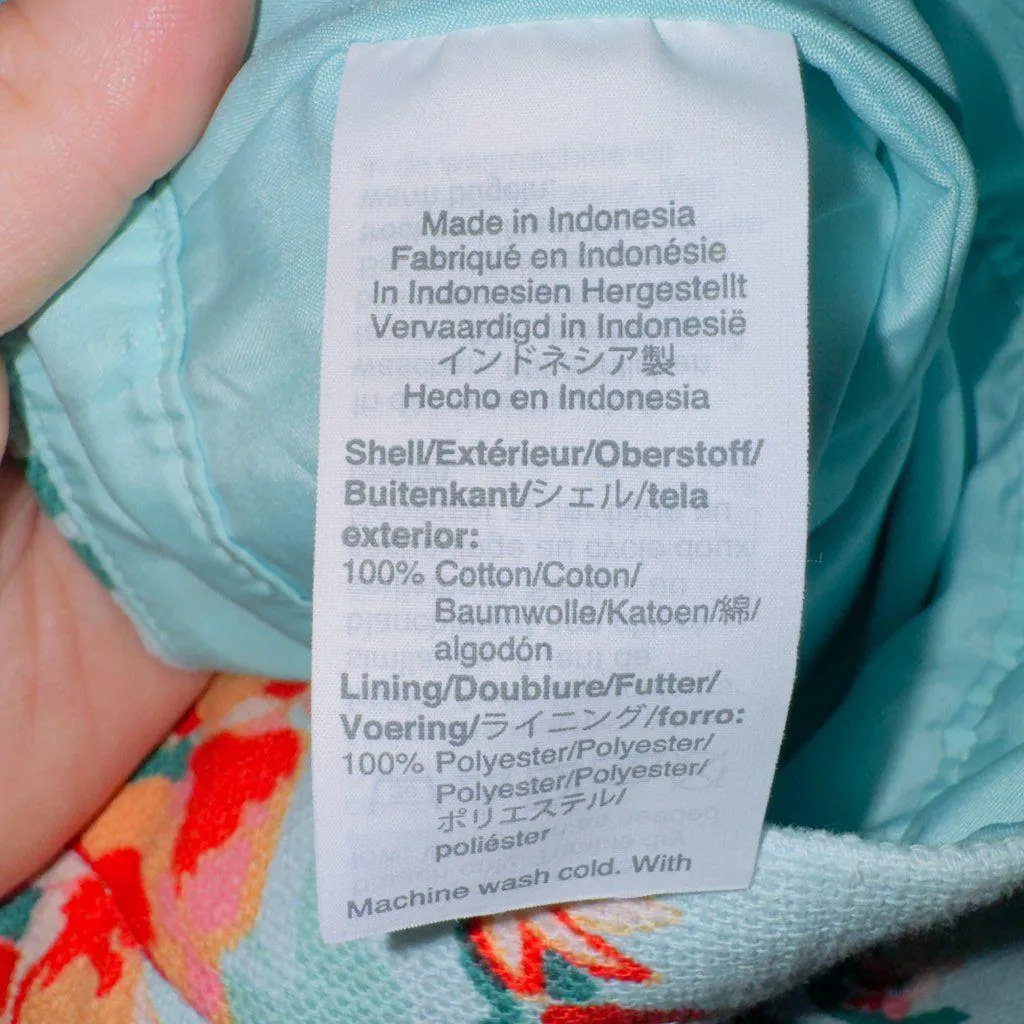 Made in Indonesia
Fabriqué en Indonésie
In Indonesien Hergestellt
Vervaardigd in Indonesië
インドネシア製
Hecho en Indonesia
Shell/Extérieur/Oberstoff/
Buitenkant/シェル/tela
exterior:
100% Cotton/Coton/
Baumwolle/Katoen/綿/
algodón
Lining/Doublure/Futter/
Voering/ライニング/forro:
100% Polyester/Polyester/
Polyester/Polyester/
ポリエステル/
poliéster
Machine wash cold. With